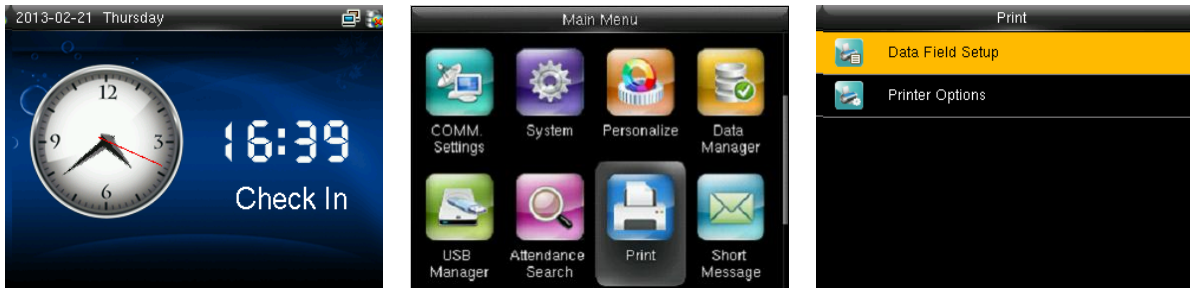 2013-02-21 Thursday
12
9
3
6
16:39
Check In
Main Menu
COMM. Settings
System
Personalize
Data Manager
USB Manager
Attendance Search
Print
Short Message
Print
Data Field Setup
Printer Options